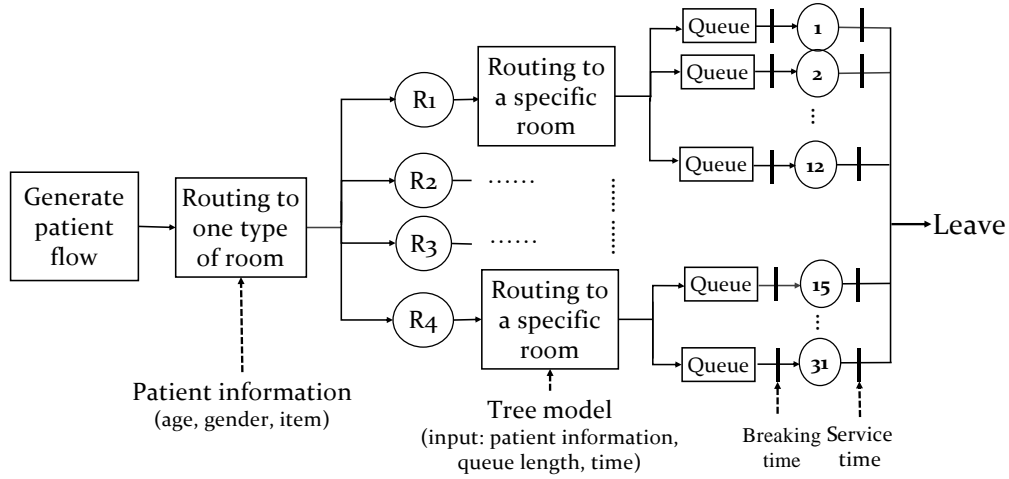 Generate
patient
flow
Routing to
one type
of room
Patient information
(age, gender, item)
R1
R2
R3
R4
Routing to
a specific
room
......
......
Routing to
a specific
room
Tree model
(input: patient information,
queue length, time)
Queue
1
Queue
2
Queue
12
Queue
15
Queue
31
Breaking
time
Service
time
Leave